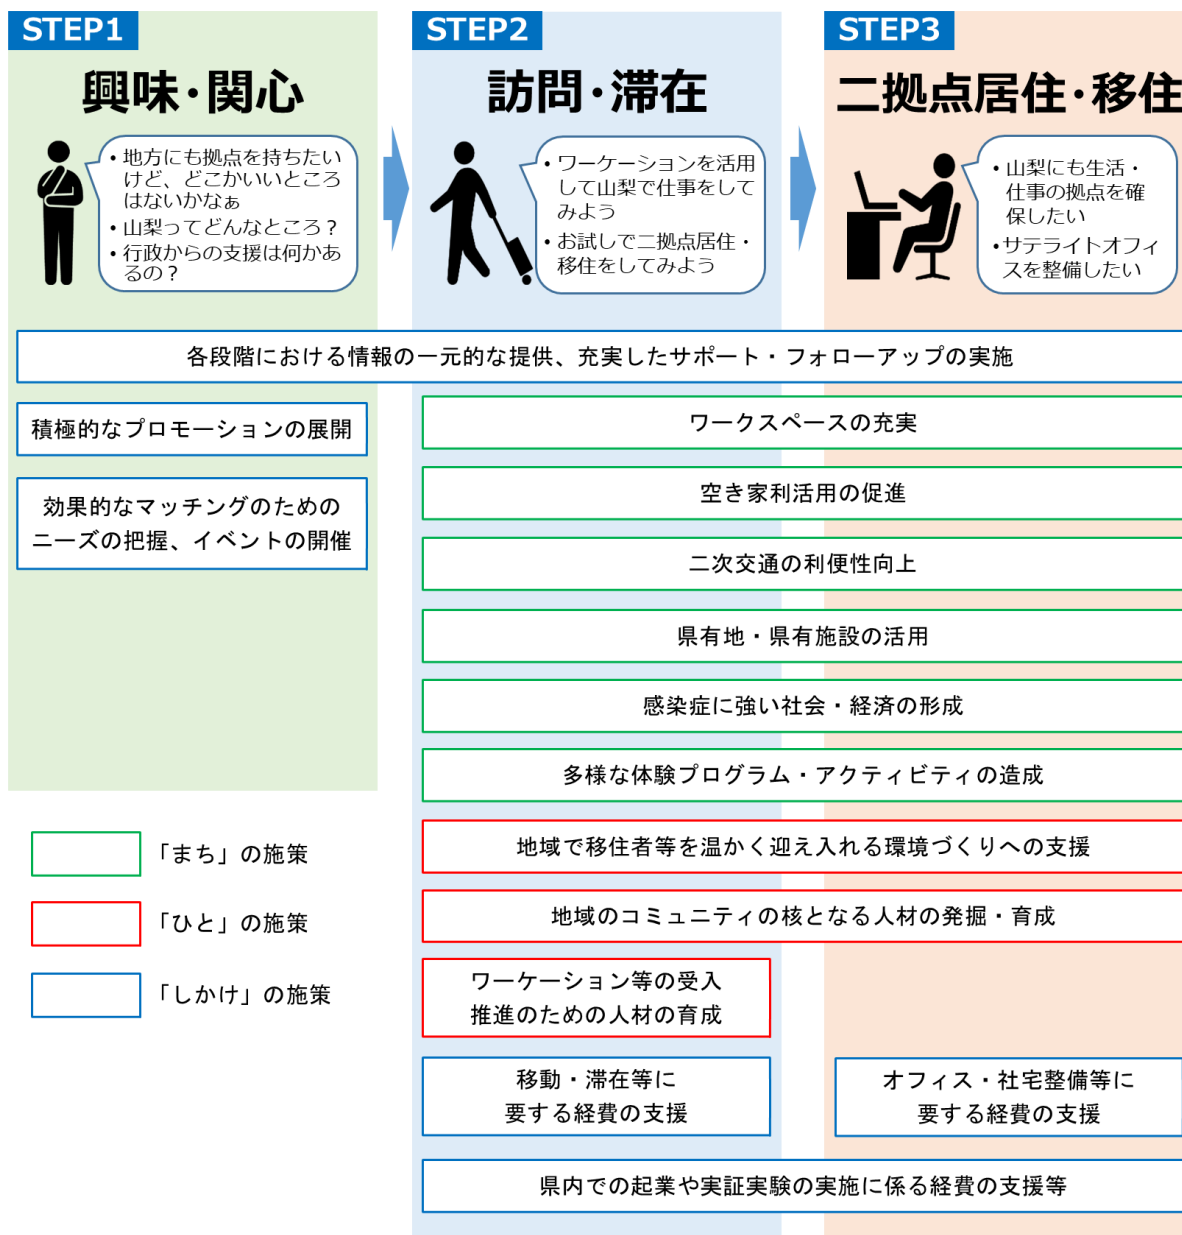 STEP1
興味・関心
・地方にも拠点を持ちたい
けど、どこかいいところ
はないかなぁ
・山梨ってどんなところ？
・行政からの支援は何かあ
るの？
STEP2
訪問・滞在
・ワーケーションを活用
して山梨で仕事をして
みよう
・お試しで二拠点居住・
移住をしてみよう
STEP3
二拠点居住・移住
・山梨にも生活・
仕事の拠点を確
保したい
・サテライトオフィ
スを整備したい
各段階における情報の一元的な提供、充実したサポート・フォローアップの実施
積極的なプロモーションの展開
効果的なマッチングのための
ニーズの把握、イベントの開催
ワークスペースの充実
空き家利活用の促進
二次交通の利便性向上
県有地・県有施設の活用
感染症に強い社会・経済の形成
多様な体験プログラム・アクティビティの造成
地域で移住者等を温かく迎え入れる環境づくりへの支援
地域のコミュニティの核となる人材の発掘・育成
ワーケーション等の受入
推進のための人材の育成
移動・滞在等に
要する経費の支援
オフィス・社宅整備等に
要する経費の支援
県内での起業や実証実験の実施に係る経費の支援等
「まち」の施策
「ひと」の施策
「しかけ」の施策